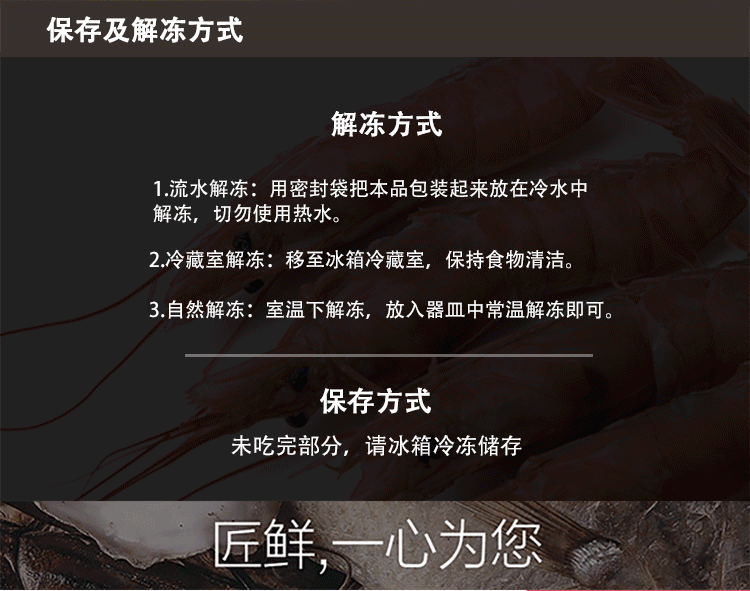 保存及解冻方式
解冻方式
1.流水解冻：用密封袋把本品包装起来放在冷水中
解冻，切勿使用热水。
2.冷藏室解冻：移至冰箱冷藏室，保持食物清洁。
3.自然解冻：室温下解冻，放入器皿中常温解冻即可。
保存方式
未吃完部分，请冰箱冷冻储存
匠鲜,一心为您